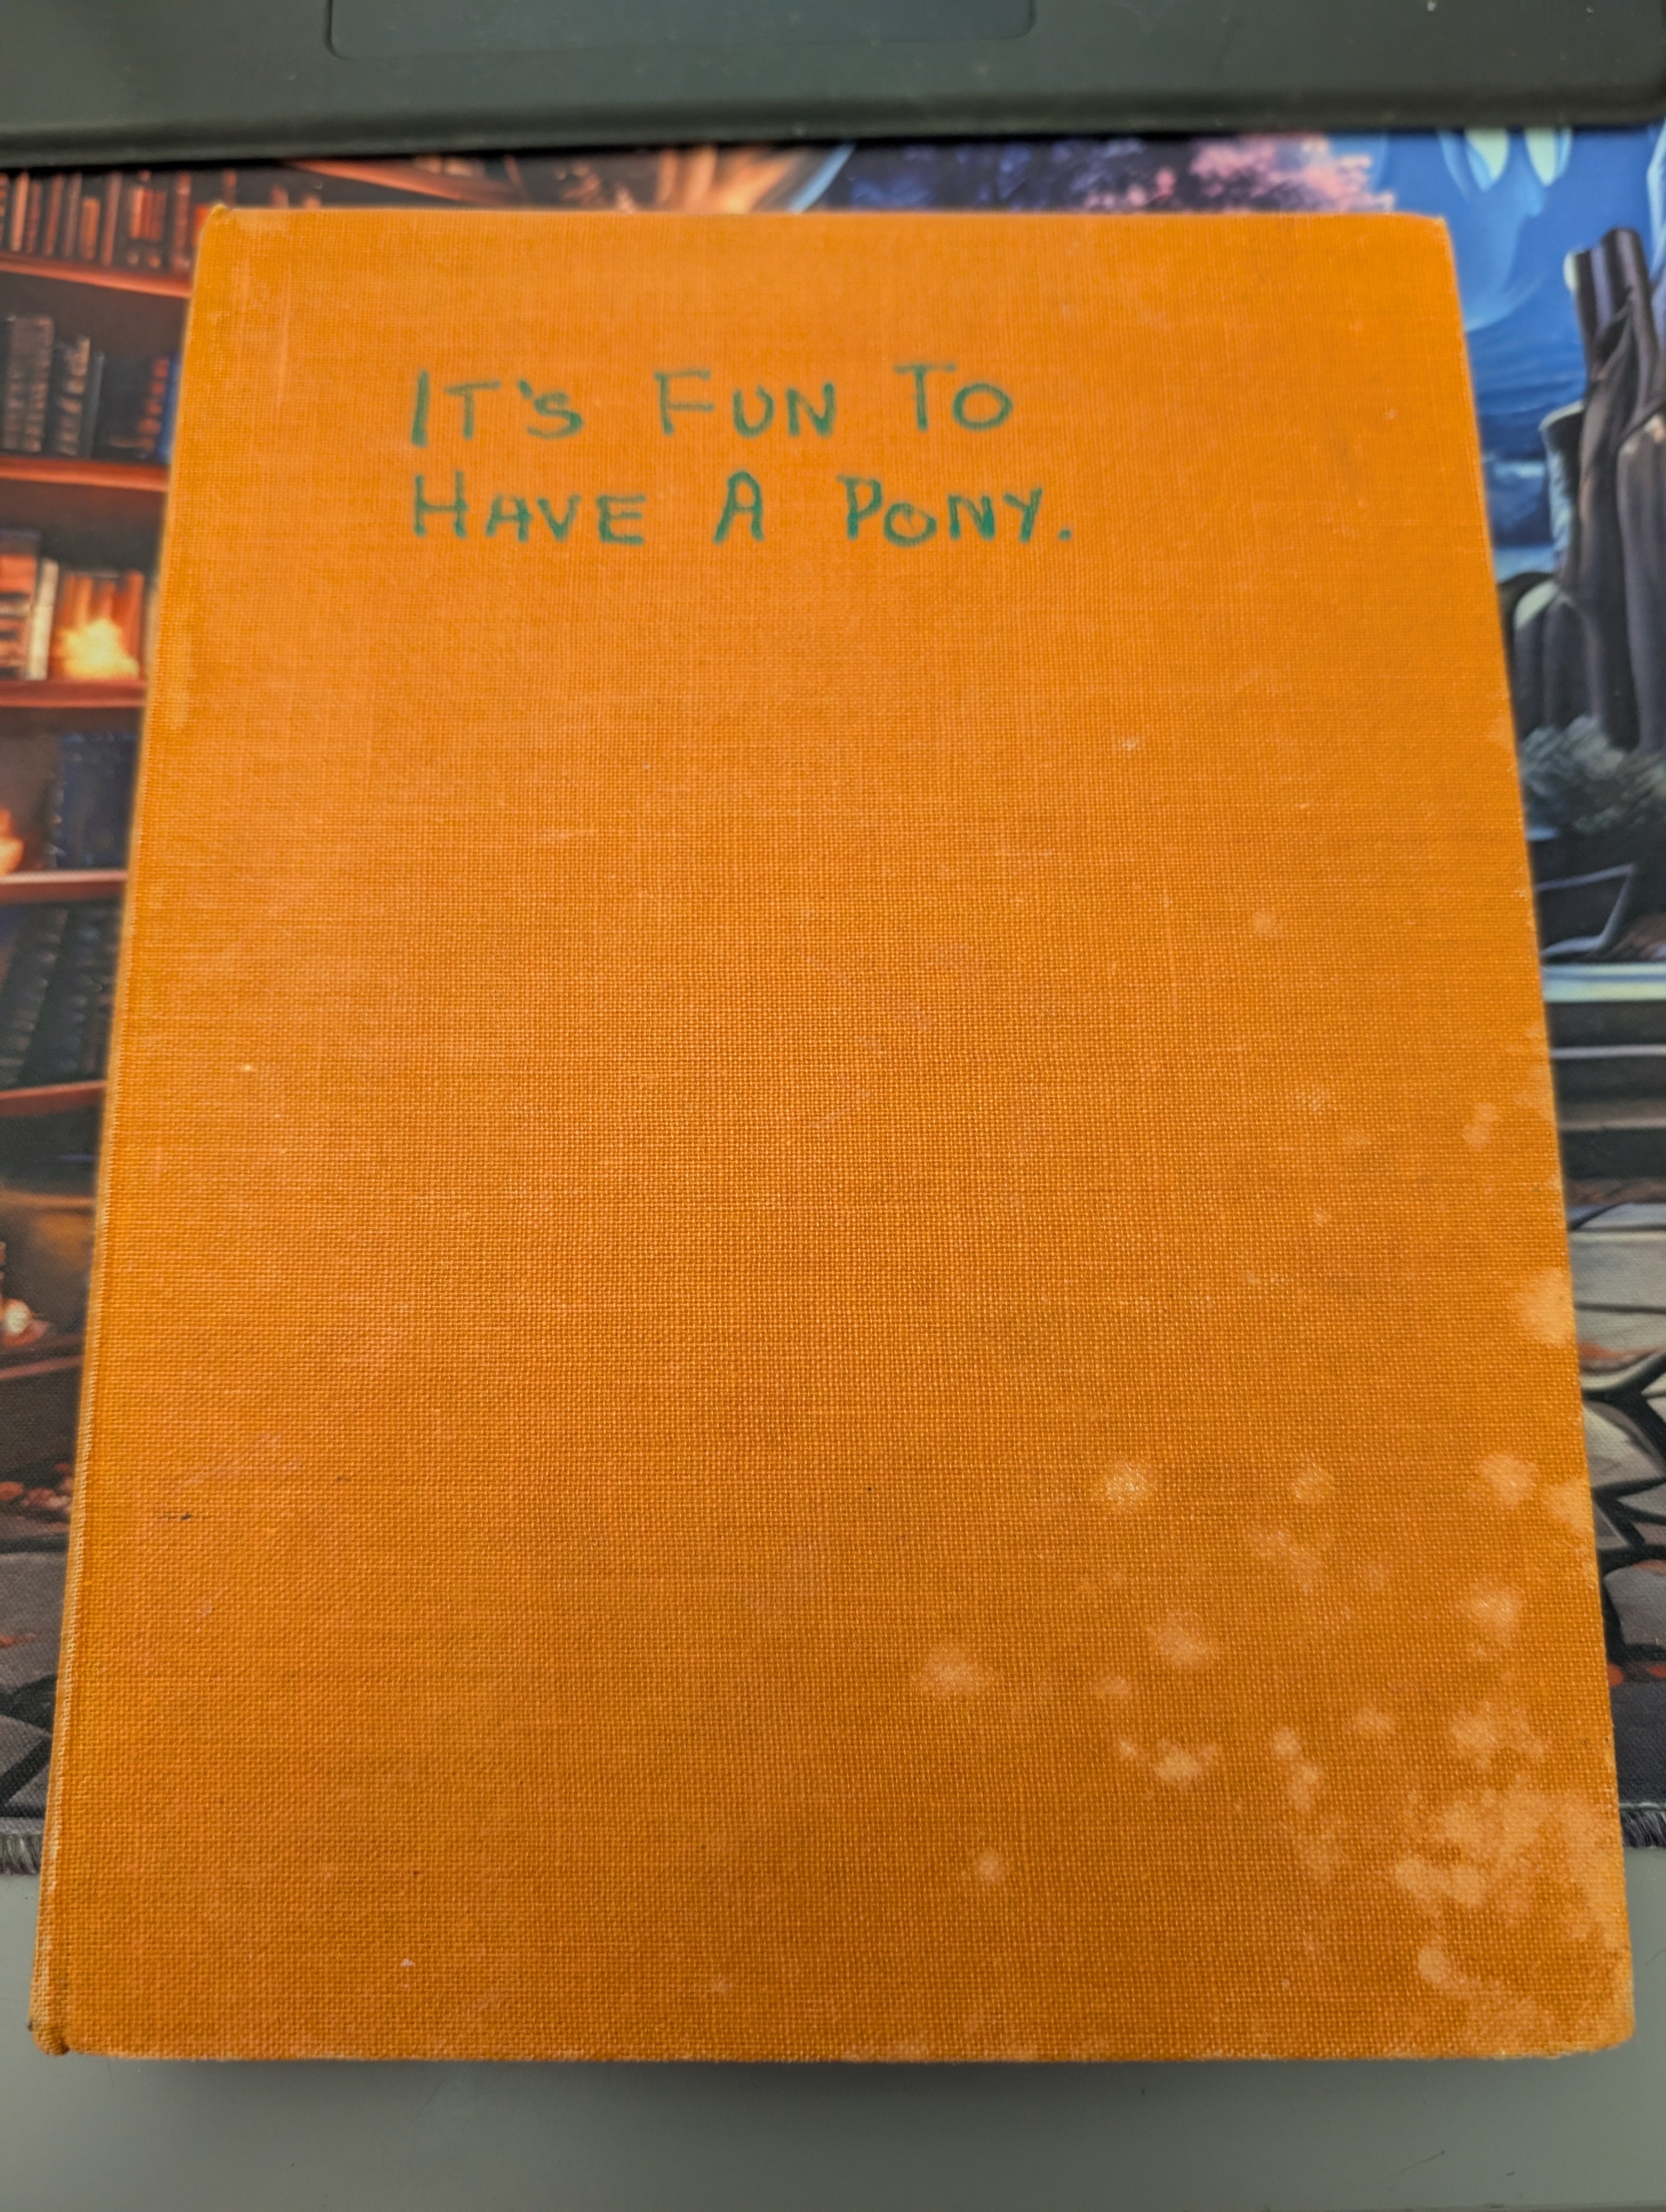 IT'S FUN TO
HAVE A PONY.